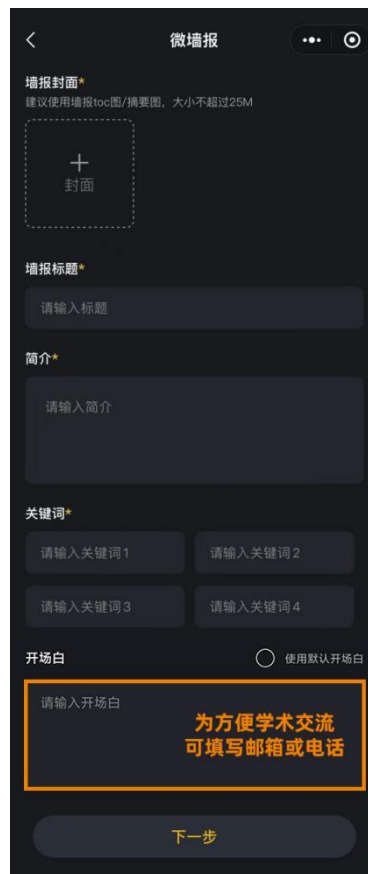 微墙报
墙报封面*
建议使用墙报toc图/摘要图，大小不超过25M
封面
墙报标题*
请输入标题
简介*
请输入简介
关键词*
请输入关键词1
请输入关键词2
请输入关键词3
请输入关键词4
开场白
使用默认开场白
请输入开场白
为方便学术交流
可填写邮箱或电话
下一步